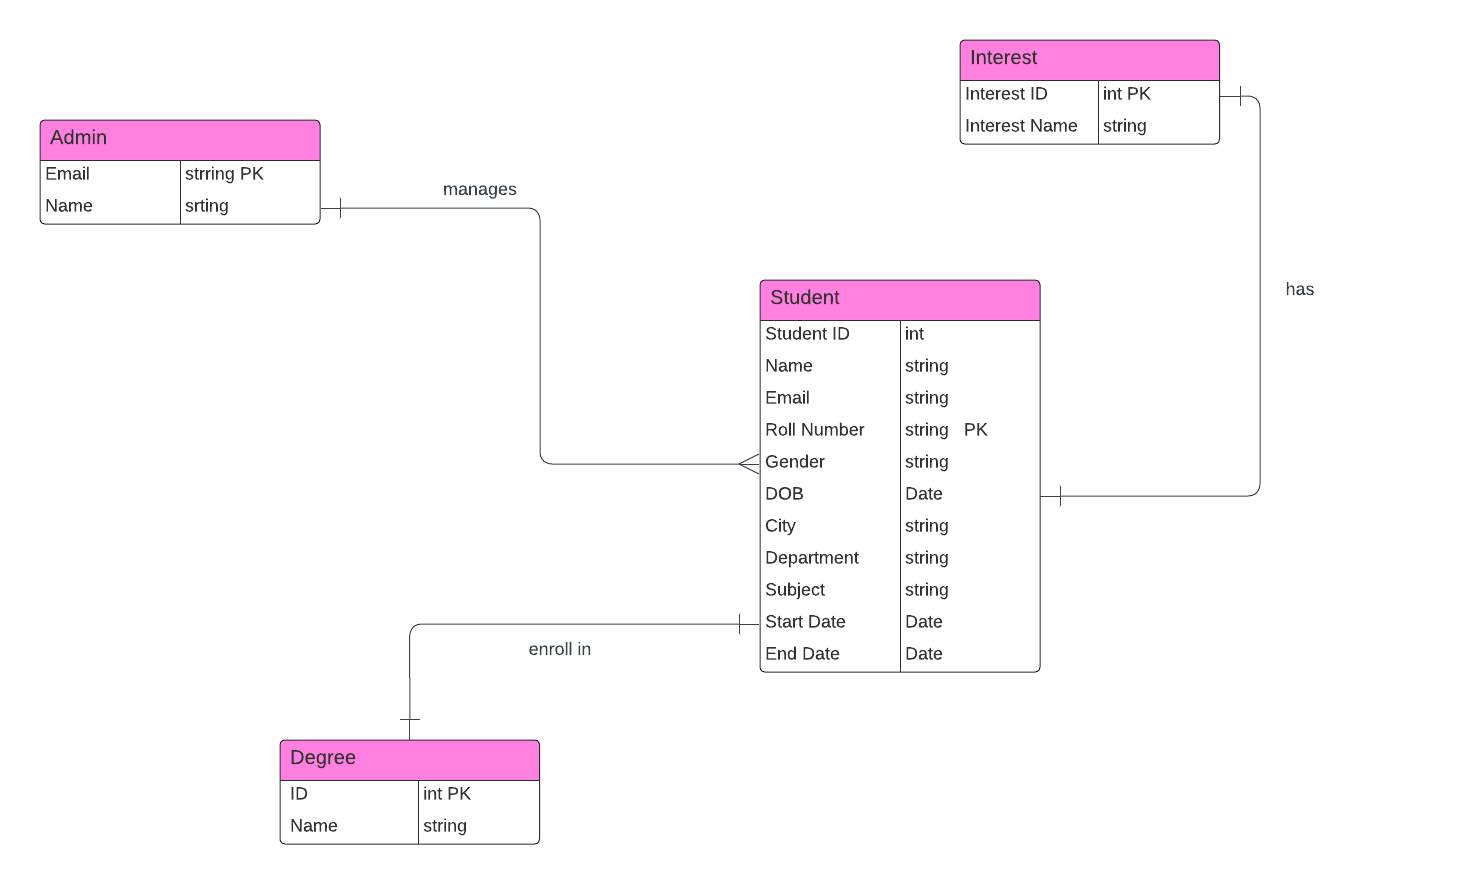 Interest
Interest ID int PK
Interest Name string
Admin
Email strring PK
Name srting
manages
has
Student
Student ID int
Name string
Email string
Roll Number string PK
Gender string
DOB Date
City string
Department string
Subject string
Start Date Date
End Date Date
enroll in
Degree
ID int PK
Name string